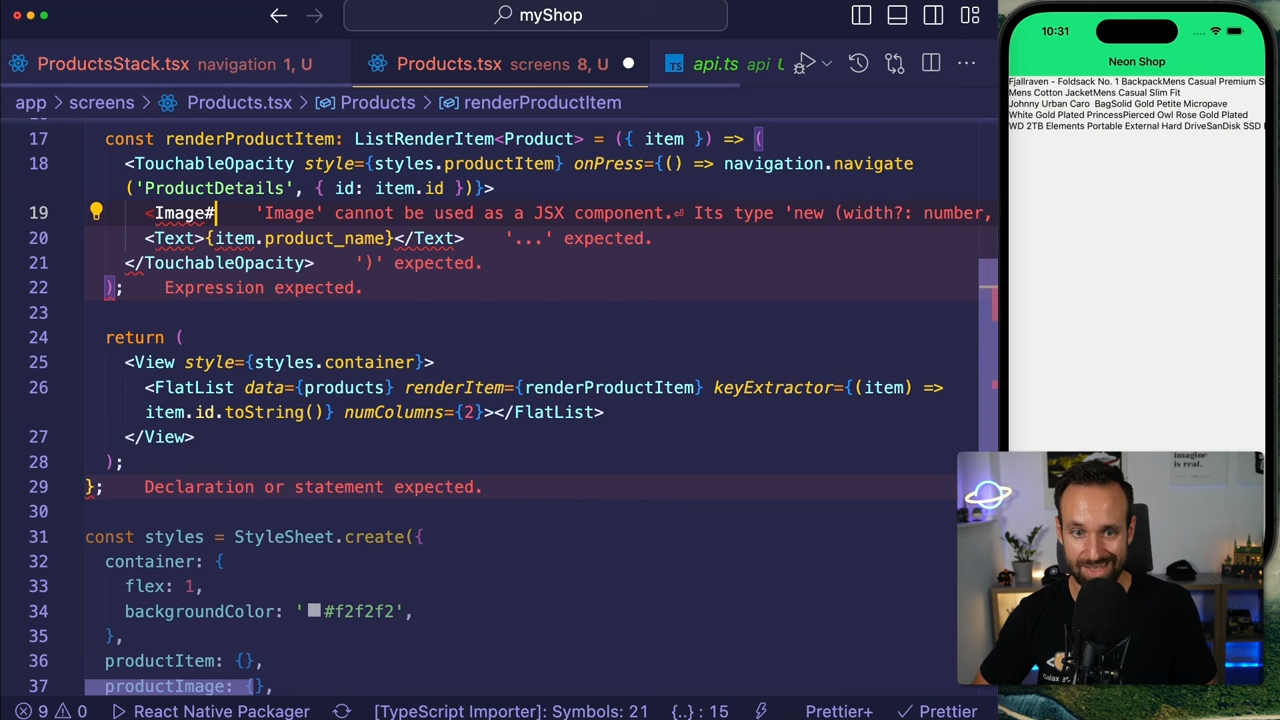 myShop
ProductsStack.tsx navigation 1, U
Products.tsx screens 8, U
TS api.ts api U
app > screens > Products.tsx > Products > renderProductItem
17 const renderProductItem: ListRenderItem<Product> = ({ item }) => (
18 <TouchableOpacity style={styles.productItem} onPress={() => navigation.navigate
('ProductDetails', { id: item.id })}>
19 <Image# 'Image' cannot be used as a JSX component.⏎ Its type 'new (width?: number,
20 <Text>{item.product_name}</Text> '...' expected.
21 </TouchableOpacity> ')' expected.
22 ); Expression expected.
23
24 return (
25 <View style={styles.container}>
26 <FlatList data={products} renderItem={renderProductItem} keyExtractor={(item) =>
item.id.toString()} numColumns={2}></FlatList>
27 </View>
28 );
29 }; Declaration or statement expected.
30
31 const styles = StyleSheet.create({
32 container: {
33 flex: 1,
34 backgroundColor: '#f2f2f2',
35 },
36 productItem: {},
37 productImage: {},
9 0 React Native Packager [TypeScript Importer]: Symbols: 21 {..} : 15 Prettier+ Prettier
10:31
Neon Shop
Fjallraven - Foldsack No. 1 BackpackMens Casual Premium S
Mens Cotton JacketMens Casual Slim Fit
Johnny Urban Caro BagSolid Gold Petite Micropave
White Gold Plated PrincessPierced Owl Rose Gold Plated
WD 2TB Elements Portable External Hard DriveSanDisk SSD
imagine
is real.